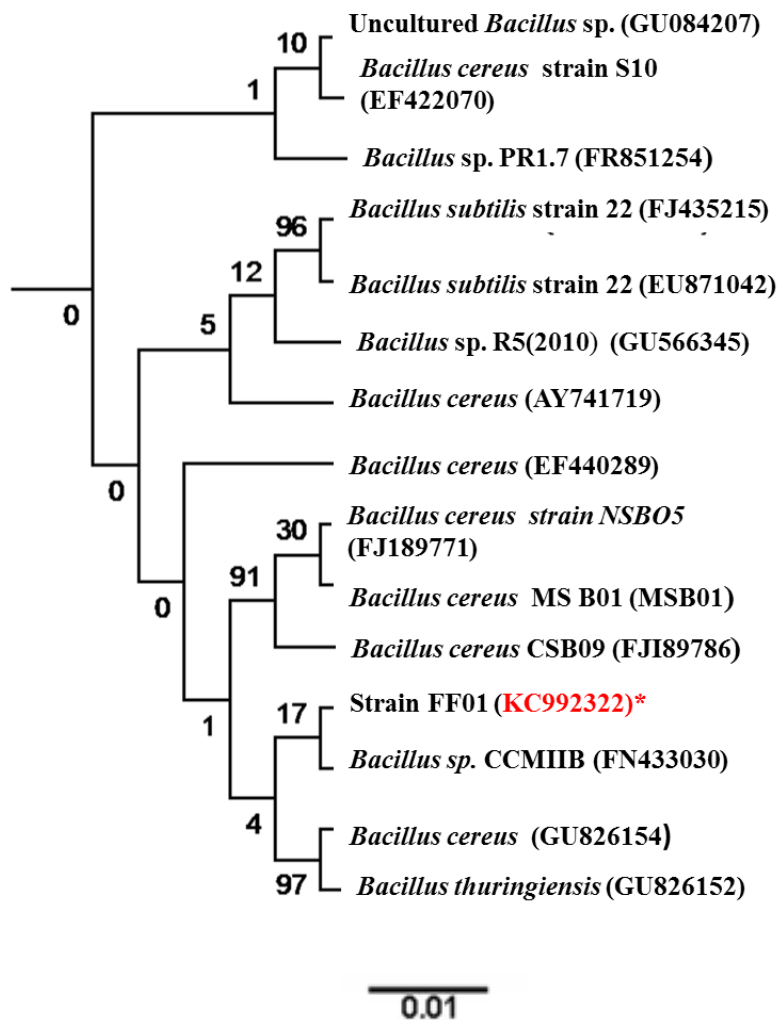 Uncultured Bacillus sp. (GU084207)
10
Bacillus cereus strain S10
(EF422070)
1
Bacillus sp. PR1.7 (FR851254)
Bacillus subtilis strain 22 (FJ435215)
96
12
Bacillus subtilis strain 22 (EU871042)
0
5
Bacillus sp. R5(2010) (GU566345)
Bacillus cereus (AY741719)
Bacillus cereus (EF440289)
0
Bacillus cereus strain NSBO5
30
(FJ189771)
91
Bacillus cereus MS B01 (MSB01)
0
Bacillus cereus CSB09 (FJI89786)
Strain FF01 (KC992322)*
17
1
Bacillus sp. CCMIIB (FN433030)
4
Bacillus cereus (GU826154)
97
Bacillus thuringiensis (GU826152)
0.01